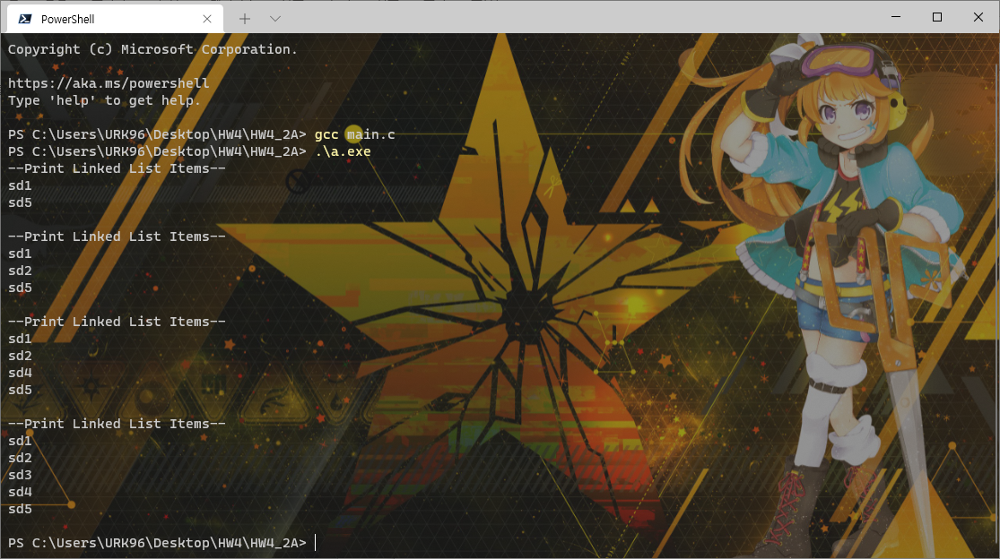 PowerShell
Copyright (c) Microsoft Corporation.
https://aka.ms/powershell
Type 'help' to get help.
PS C:\Users\URK96\Desktop\HW4\HW4_2A> gcc main.c
PS C:\Users\URK96\Desktop\HW4\HW4_2A> .\a.exe
--Print Linked List Items--
sd1
sd5
--Print Linked List Items--
sd1
sd2
sd5
--Print Linked List Items--
sd1
sd2
sd4
sd5
--Print Linked List Items--
sd1
sd2
sd3
sd4
sd5
PS C:\Users\URK96\Desktop\HW4\HW4_2A>